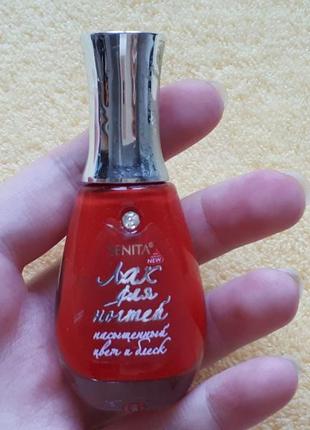 SENITA®
NEW
Лак
для
ногтей
насыщенный
цвет и блеск